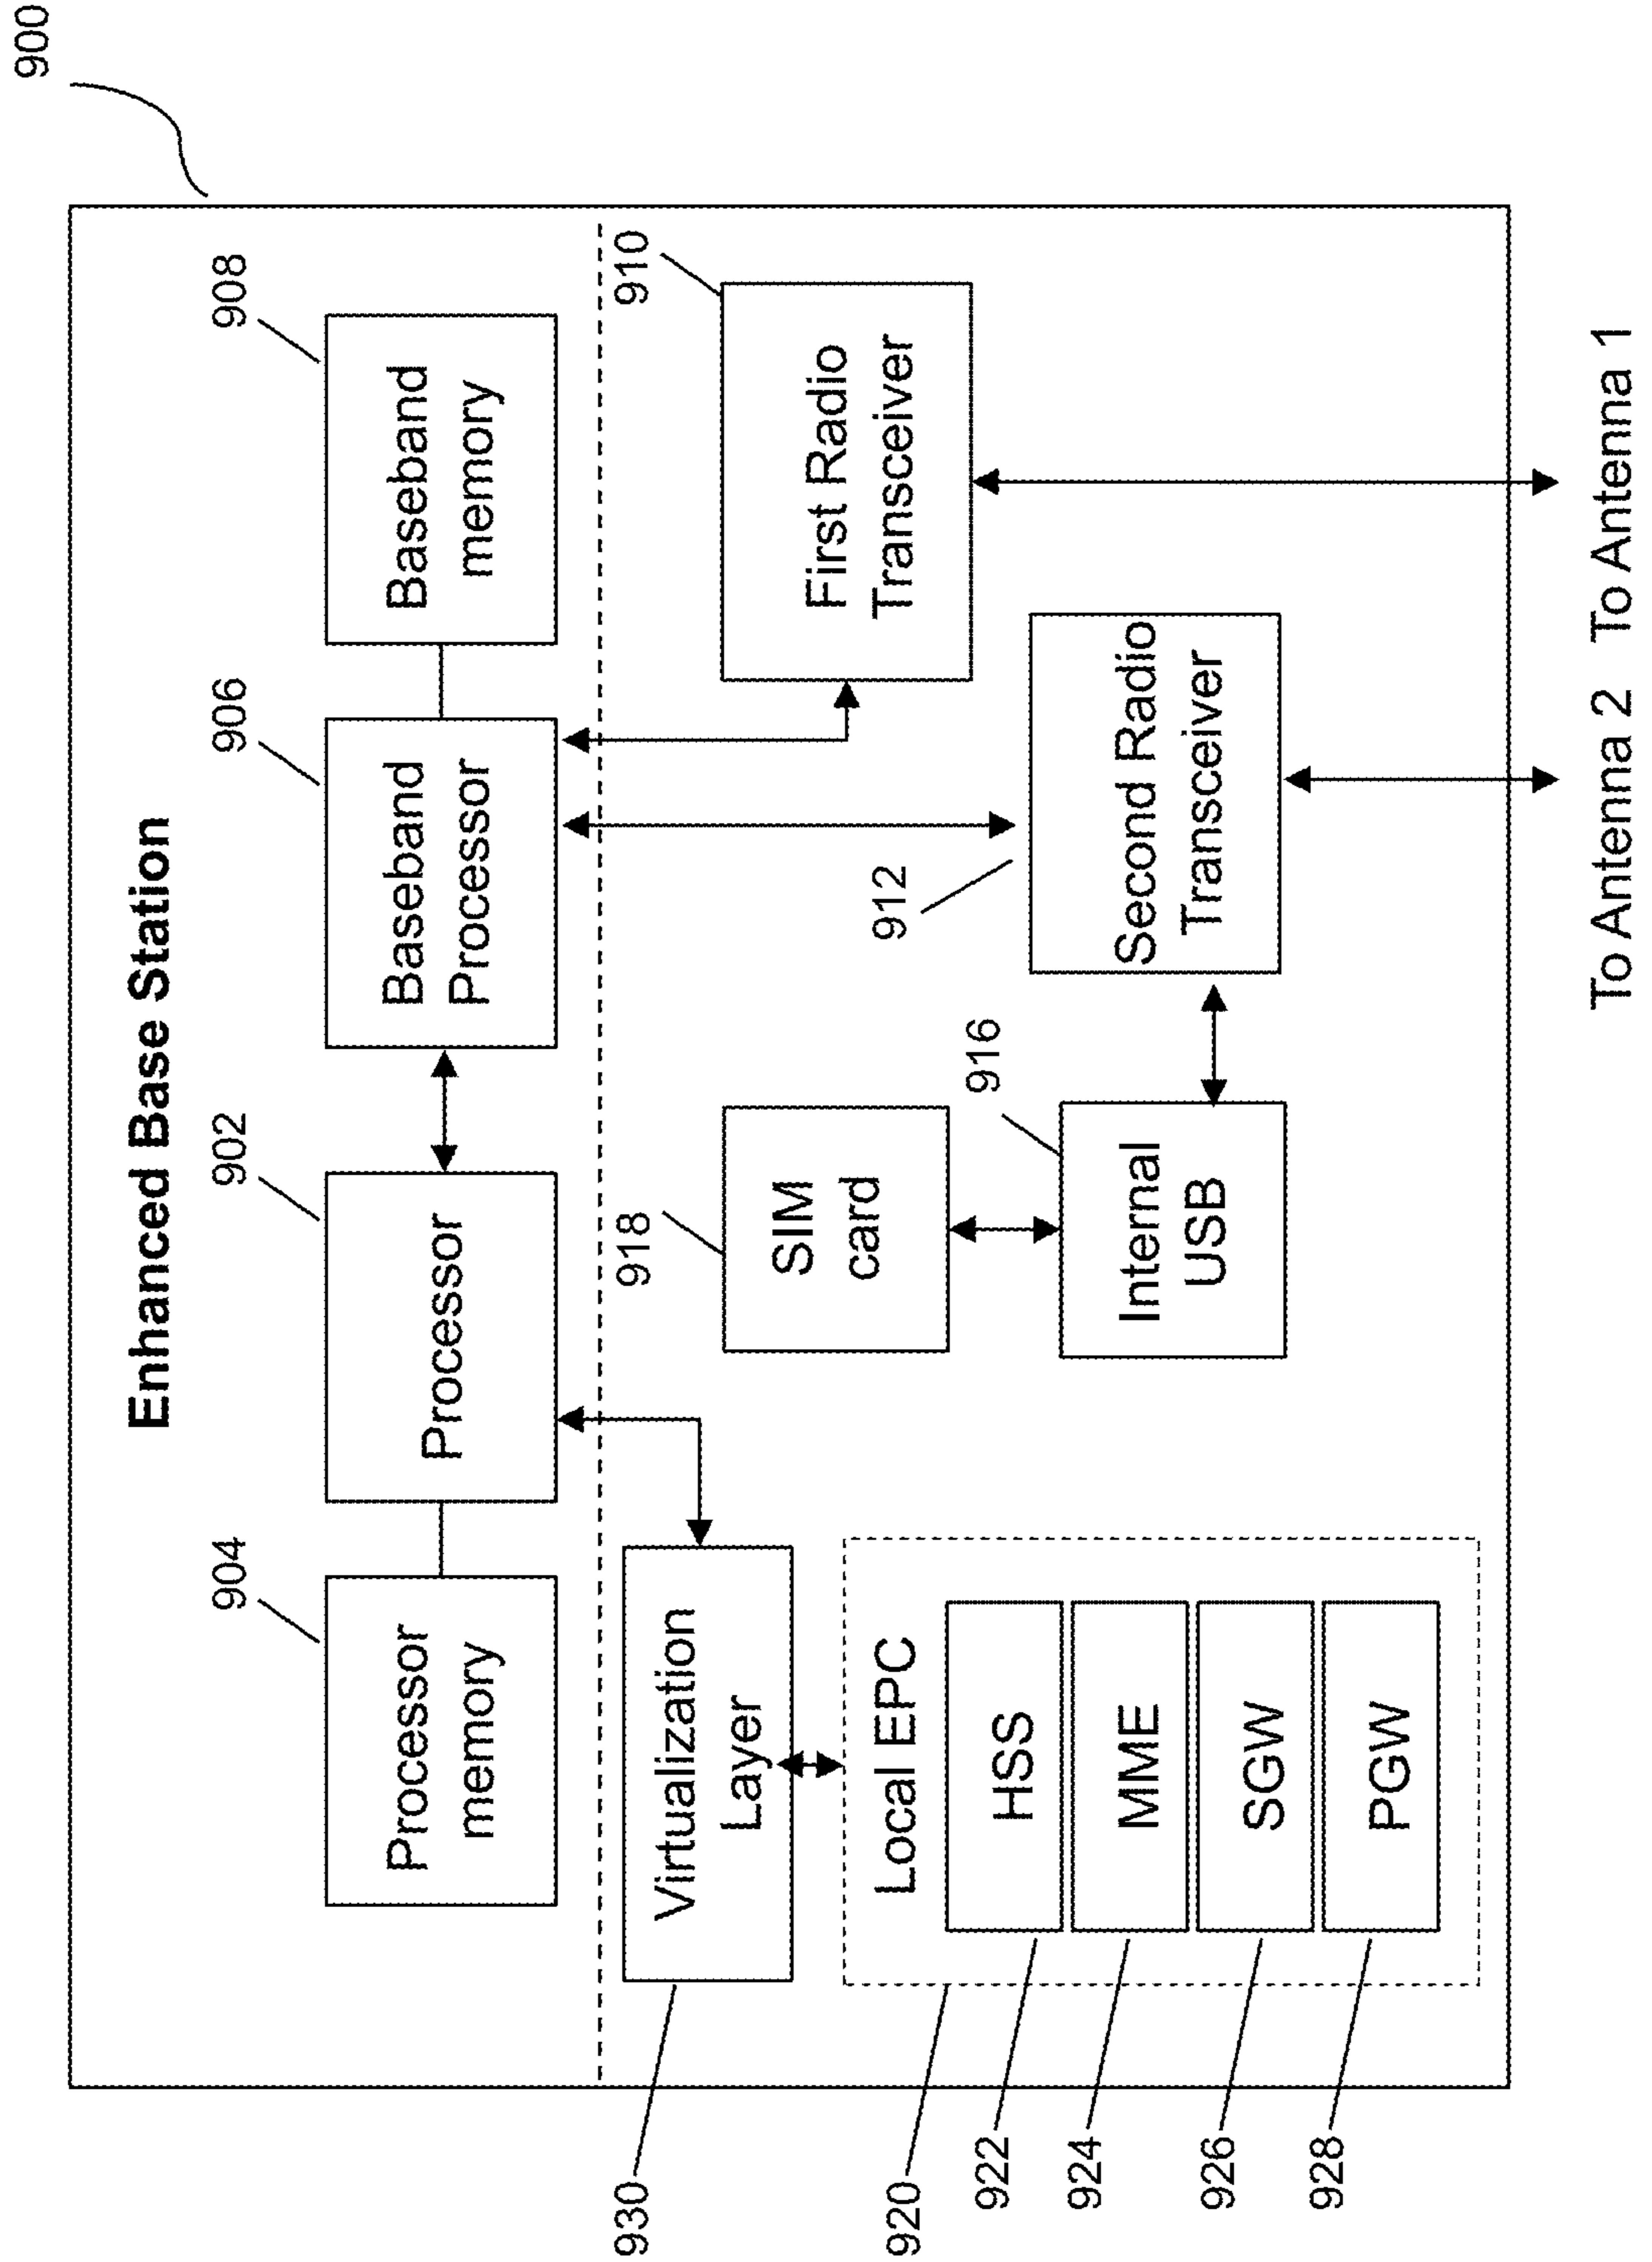 900
Enhanced Base Station
904
902
906
908
Processor
memory
Processor
Baseband
Processor
Baseband
memory
930
Virtualization
Layer
918
SIM
card
910
First Radio
Transceiver
912
Second Radio
Transceiver
916
Internal
USB
920
Local EPC
922
HSS
924
MME
926
SGW
928
PGW
To Antenna 2
To Antenna 1